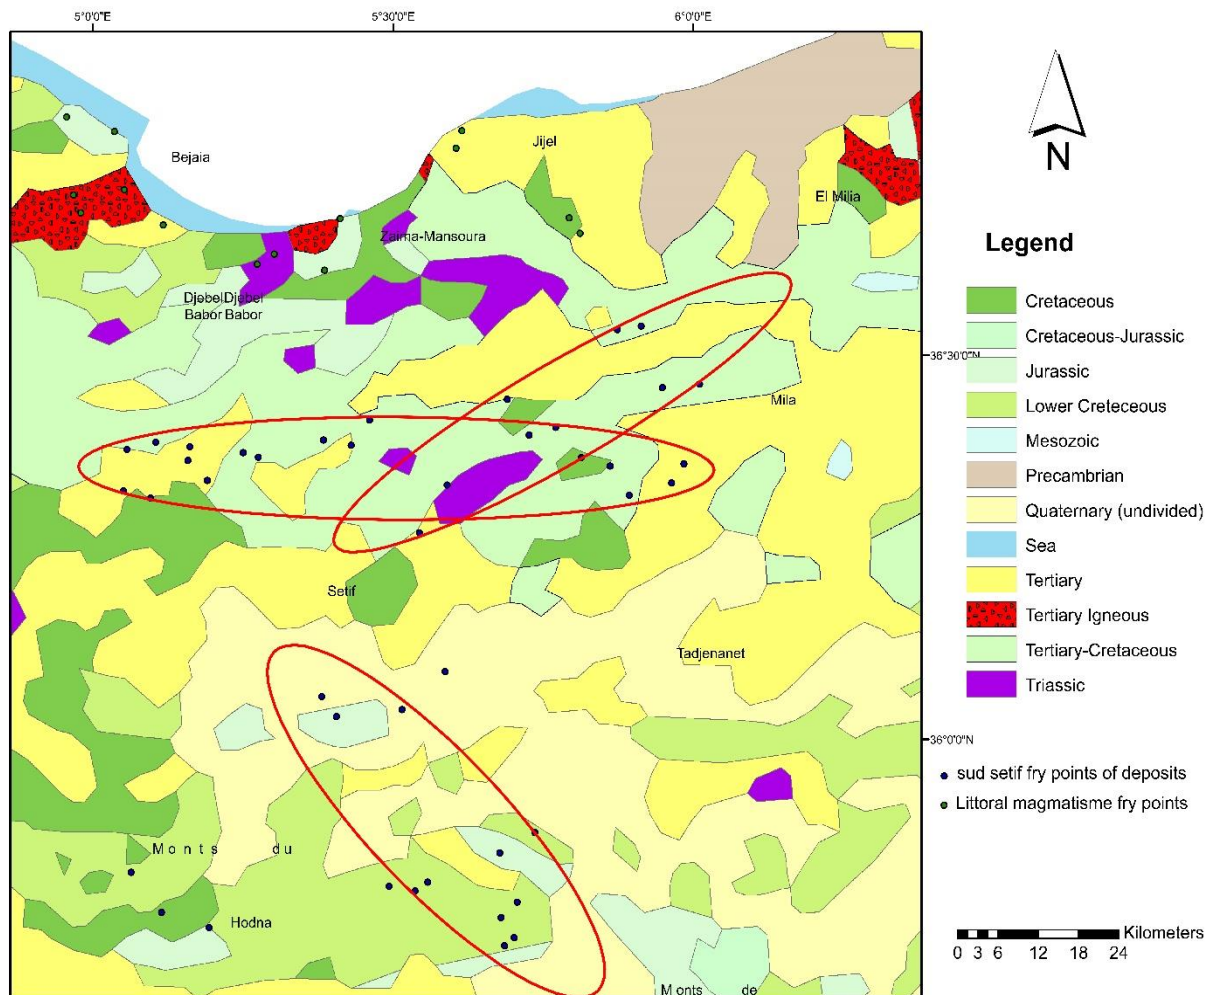 5°0'0"E 5°30'0"E 6°0'0"E
Bejaia
Jijel
El Milia
Zaima-Mansoura
Djebel Djebel
Babor Babor
Mila
Setif
Tadjenanet
Monts du
Hodna
Monts de
36°30'0"N
36°0'0"N
N
Legend
Cretaceous
Cretaceous-Jurassic
Jurassic
Lower Creteceous
Mesozoic
Precambrian
Quaternary (undivided)
Sea
Tertiary
Tertiary Igneous
Tertiary-Cretaceous
Triassic
sud setif fry points of deposits
Littoral magmatisme fry points
Kilometers
0 3 6 12 18 24